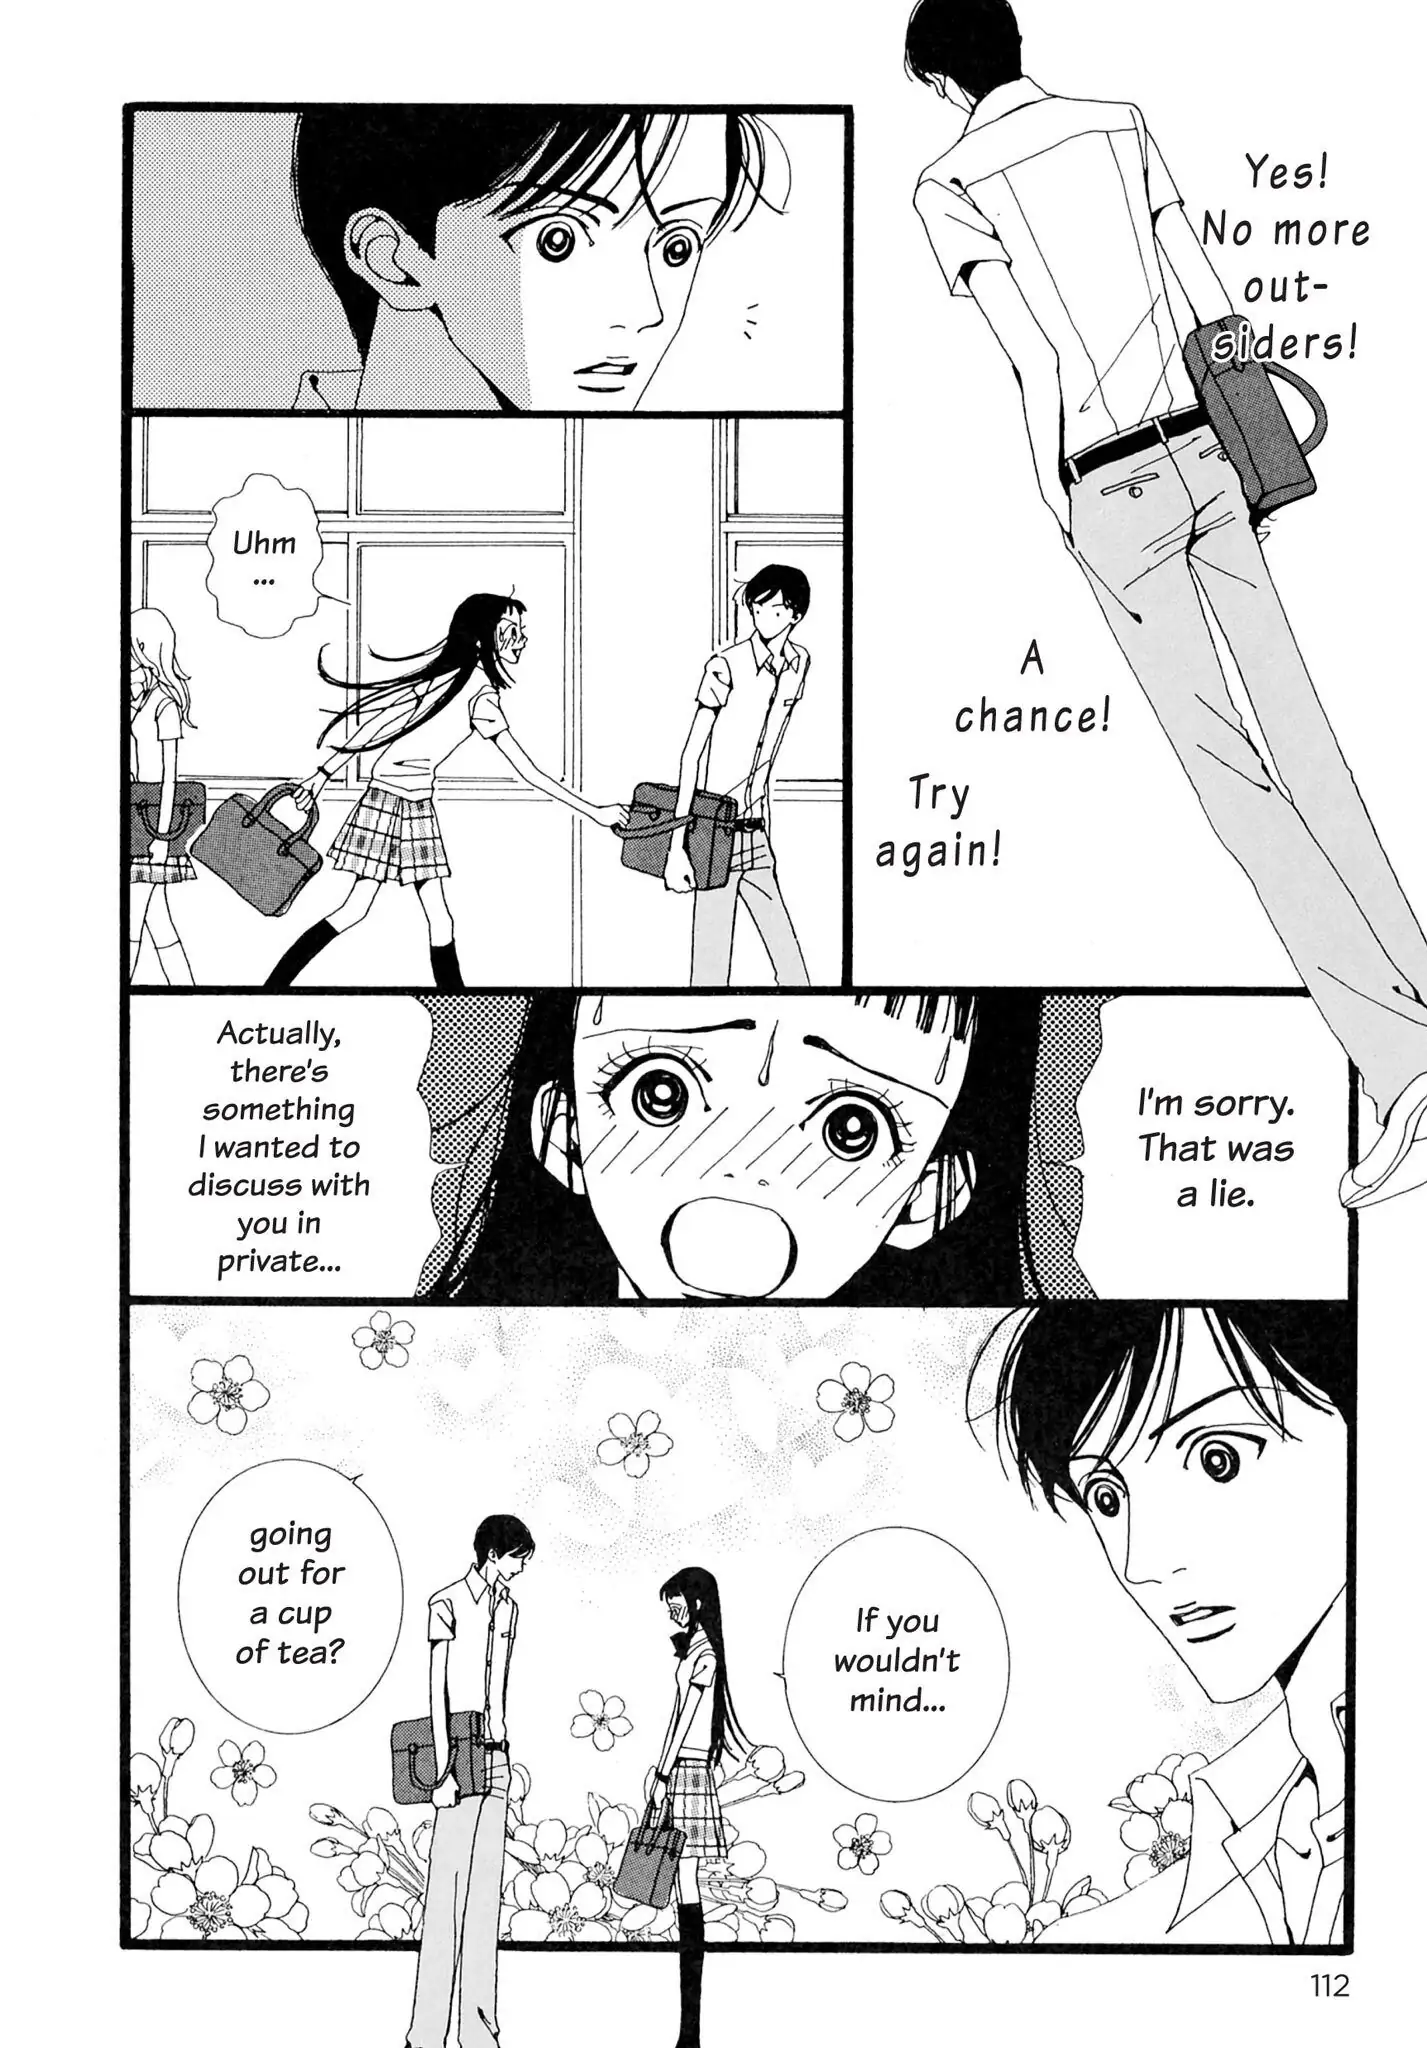 Yes!
No more
out-
siders!
A
chance!
Try
again!
Uhm
...
I'm sorry.
That was
a lie.
Actually,
there's
something
I wanted to
discuss with
you in
private...
If you
wouldn't
mind...
going
out for
a cup
of tea?
112